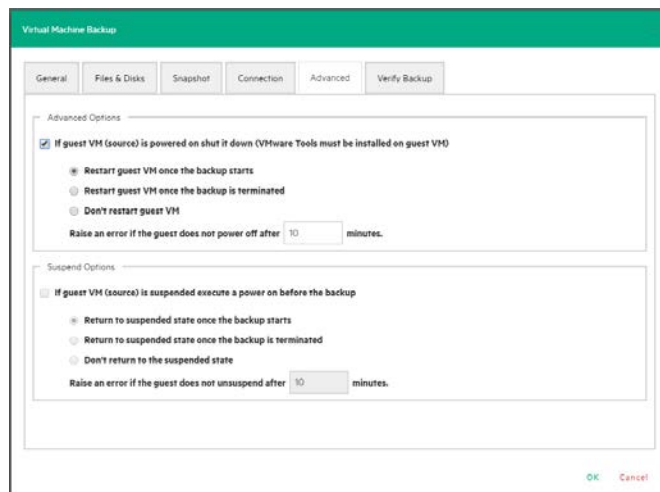 Virtual Machine Backup
General Files & Disks Snapshot Connection Advanced Verify Backup
Advanced Options
If guest VM (source) is powered on shut it down (VMware Tools must be installed on guest VM)
Restart guest VM once the backup starts
Restart guest VM once the backup is terminated
Don't restart guest VM
Raise an error if the guest does not power off after 10 minutes.
Suspend Options
If guest VM (source) is suspended execute a power on before the backup
Return to suspended state once the backup starts
Return to suspended state once the backup is terminated
Don't return to the suspended state
Raise an error if the guest does not unsuspend after 10 minutes.
OK Cancel